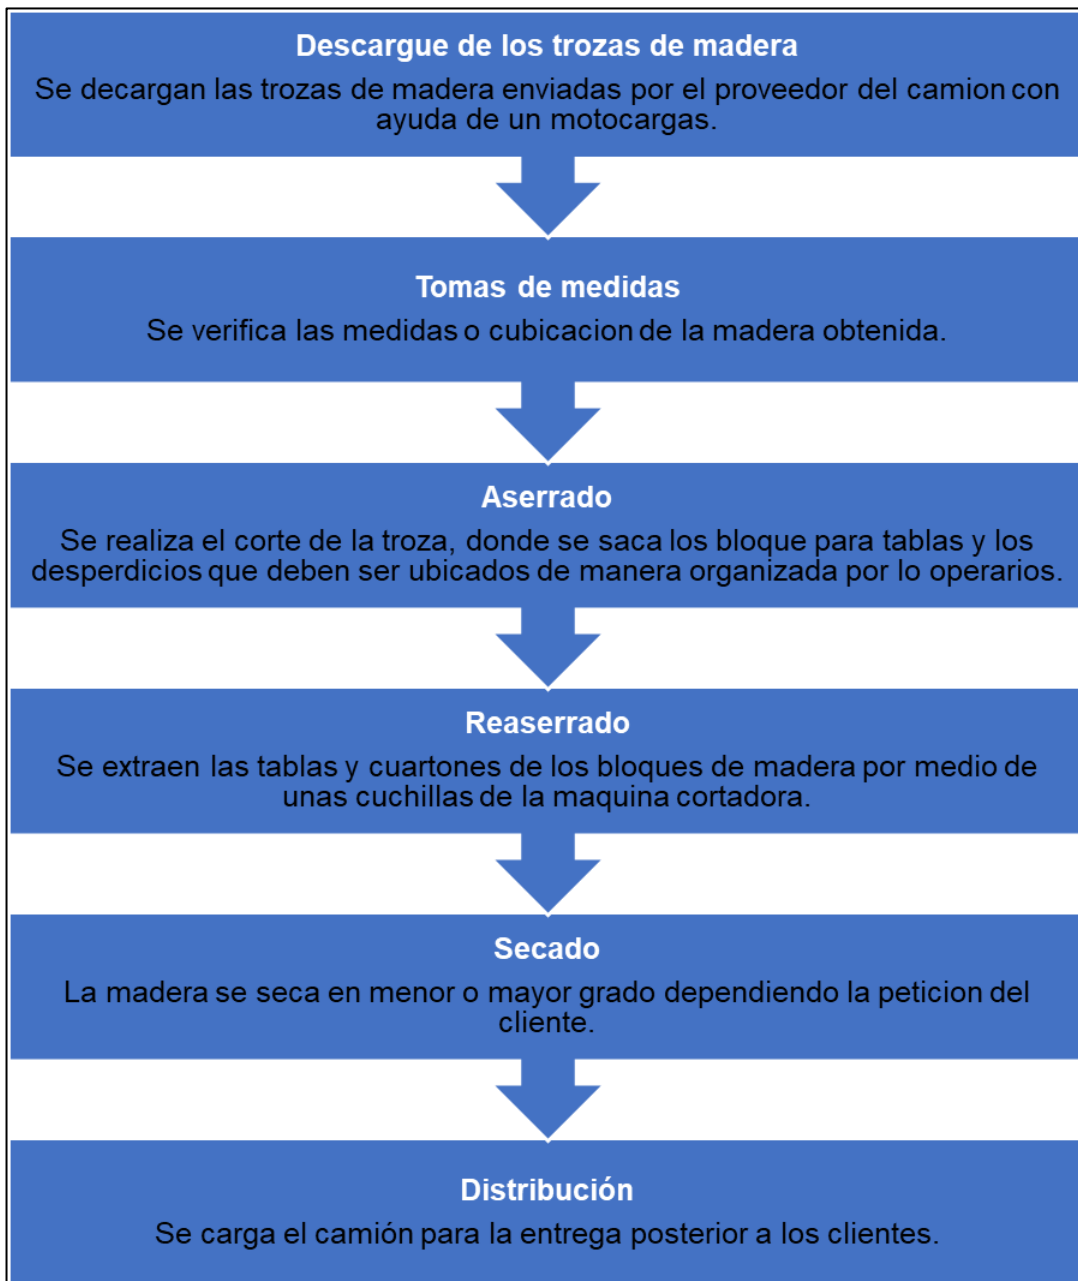 Descargue de los trozas de madera
Se decargan las trozas de madera enviadas por el proveedor del camion con
ayuda de un motocargas.
Tomas de medidas
Se verifica las medidas o cubicacion de la madera obtenida.
Aserrado
Se realiza el corte de la troza, donde se saca los bloque para tablas y los
desperdicios que deben ser ubicados de manera organizada por lo operarios.
Reaserrado
Se extraen las tablas y cuartones de los bloques de madera por medio de
unas cuchillas de la maquina cortadora.
Secado
La madera se seca en menor o mayor grado dependiendo la peticion del
cliente.
Distribución
Se carga el camión para la entrega posterior a los clientes.